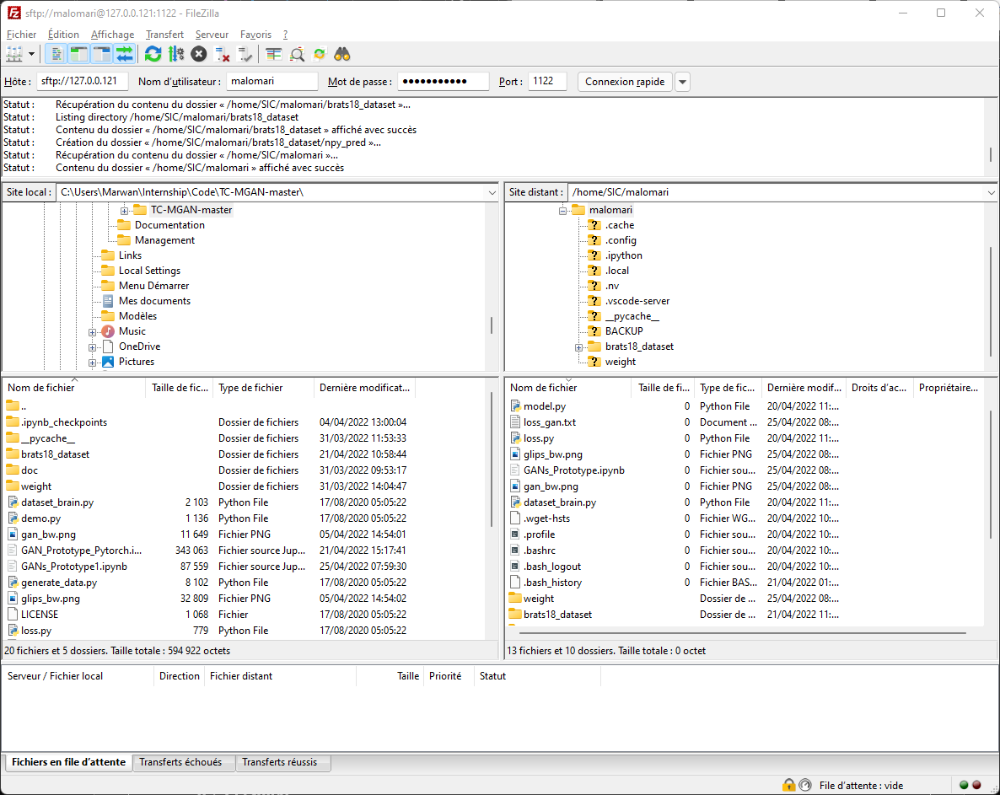 sftp://malomari@127.0.0.121:1122 - FileZilla
Fichier Édition Affichage Transfert Serveur Favoris ?
Hôte : sftp://127.0.0.121 Nom d'utilisateur : malomari Mot de passe : ●●●●●●●●●●● Port : 1122 Connexion rapide
Statut : Récupération du contenu du dossier « /home/SIC/malomari/brats18_dataset »...
Statut : Listing directory /home/SIC/malomari/brats18_dataset
Statut : Contenu du dossier « /home/SIC/malomari/brats18_dataset » affiché avec succès
Statut : Création du dossier « /home/SIC/malomari/brats18_dataset/npy_pred »...
Statut : Récupération du contenu du dossier « /home/SIC/malomari »...
Statut : Contenu du dossier « /home/SIC/malomari » affiché avec succès
Site local : C:\Users\Marwan\Internship\Code\TC-MGAN-master\
TC-MGAN-master
Documentation
Management
Links
Local Settings
Menu Démarrer
Mes documents
Modèles
Music
OneDrive
Pictures
Site distant : /home/SIC/malomari
malomari
.cache
.config
.ipython
.local
.nv
.vscode-server
__pycache__
BACKUP
brats18_dataset
weight
Nom de fichier Taille de fic... Type de fichier Dernière modificat...
..
.ipynb_checkpoints Dossier de fichiers 04/04/2022 13:00:04
__pycache__ Dossier de fichiers 31/03/2022 11:53:33
brats18_dataset Dossier de fichiers 21/04/2022 10:58:44
doc Dossier de fichiers 31/03/2022 09:53:17
weight Dossier de fichiers 31/03/2022 14:04:47
dataset_brain.py 2 103 Python File 17/08/2020 05:05:22
demo.py 1 136 Python File 17/08/2020 05:05:22
gan_bw.png 11 649 Fichier PNG 05/04/2022 14:54:01
GAN_Prototype_Pytorch.i... 343 063 Fichier source Jup... 21/04/2022 15:17:41
GANs_Prototype1.ipynb 87 559 Fichier source Jup... 25/04/2022 07:59:30
generate_data.py 8 102 Python File 17/08/2020 05:05:22
glips_bw.png 32 809 Fichier PNG 05/04/2022 14:54:02
LICENSE 1 068 Fichier 17/08/2020 05:05:22
loss.py 779 Python File 17/08/2020 05:05:22
20 fichiers et 5 dossiers. Taille totale : 594 922 octets
Nom de fichier Taille de fi... Type de fic... Dernière modif... Droits d'ac... Propriétaire...
model.py 0 Python File 20/04/2022 11:...
loss_gan.txt 0 Document ... 25/04/2022 08:...
loss.py 0 Python File 20/04/2022 11:...
glips_bw.png 0 Fichier PNG 25/04/2022 08:...
GANs_Prototype.ipynb 0 Fichier sou... 25/04/2022 08:...
gan_bw.png 0 Fichier PNG 25/04/2022 08:...
dataset_brain.py 0 Python File 20/04/2022 11:...
.wget-hsts 0 Fichier WG... 20/04/2022 10:...
.profile 0 Fichier sou... 20/04/2022 10:...
.bashrc 0 Fichier sou... 20/04/2022 10:...
.bash_logout 0 Fichier sou... 20/04/2022 10:...
.bash_history 0 Fichier BAS... 21/04/2022 01:...
weight Dossier de ... 25/04/2022 08:...
brats18_dataset Dossier de ... 21/04/2022 11:...
13 fichiers et 10 dossiers. Taille totale : 0 octet
Serveur / Fichier local Direction Fichier distant Taille Priorité Statut
Fichiers en file d'attente Transferts échoués Transferts réussis
File d'attente : vide